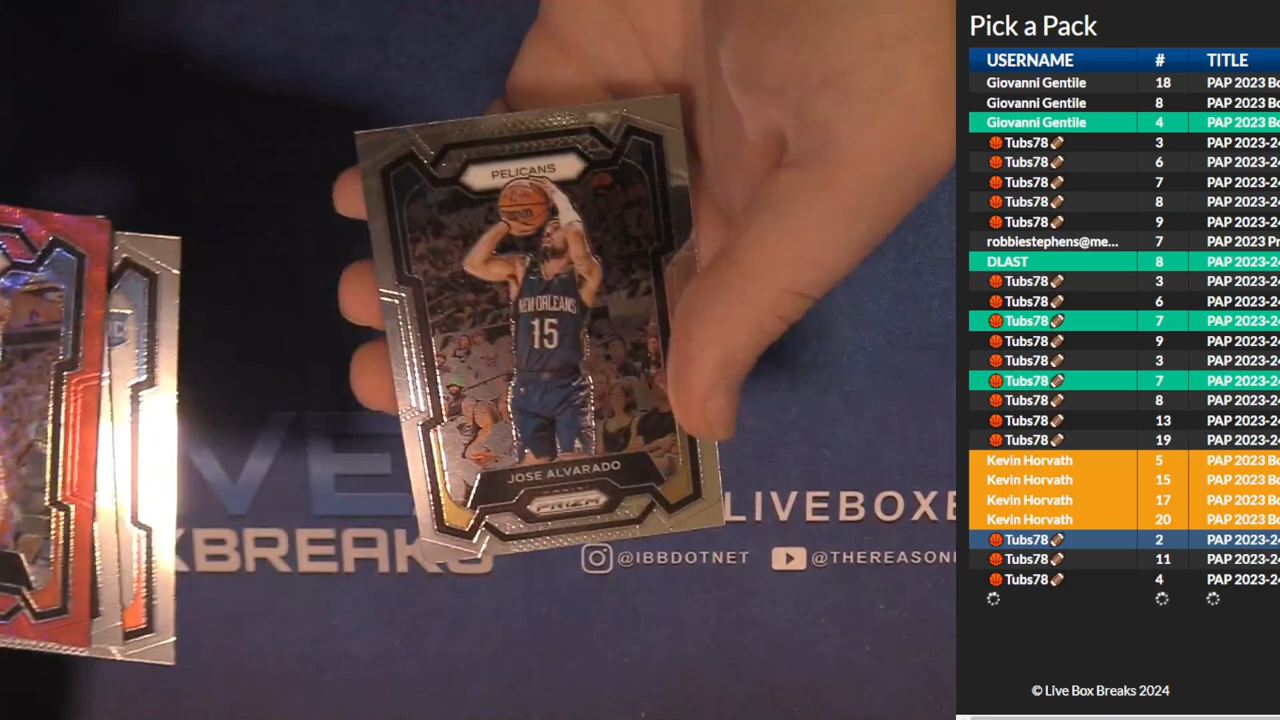 PELICANS
NEW ORLEANS
15
JOSE ALVARADO
PRIZM
LIVEBOXB
XBREAKS
@IBBDOTNET
@THEREASON
Pick a Pack
USERNAME # TITLE
Giovanni Gentile 18 PAP 2023 Bo
Giovanni Gentile 8 PAP 2023 Bo
Giovanni Gentile 4 PAP 2023 Bo
Tubs78 3 PAP 2023-24
Tubs78 6 PAP 2023-24
Tubs78 7 PAP 2023-24
Tubs78 8 PAP 2023-24
Tubs78 9 PAP 2023-24
robbiestephens@me... 7 PAP 2023 Pr
DLAST 8 PAP 2023-24
Tubs78 3 PAP 2023-24
Tubs78 6 PAP 2023-24
Tubs78 7 PAP 2023-24
Tubs78 9 PAP 2023-24
Tubs78 3 PAP 2023-24
Tubs78 7 PAP 2023-24
Tubs78 8 PAP 2023-24
Tubs78 13 PAP 2023-24
Tubs78 19 PAP 2023-24
Kevin Horvath 5 PAP 2023 Bo
Kevin Horvath 15 PAP 2023 Bo
Kevin Horvath 17 PAP 2023 Bo
Kevin Horvath 20 PAP 2023 Bo
Tubs78 2 PAP 2023-24
Tubs78 11 PAP 2023-24
Tubs78 4 PAP 2023-24
© Live Box Breaks 2024